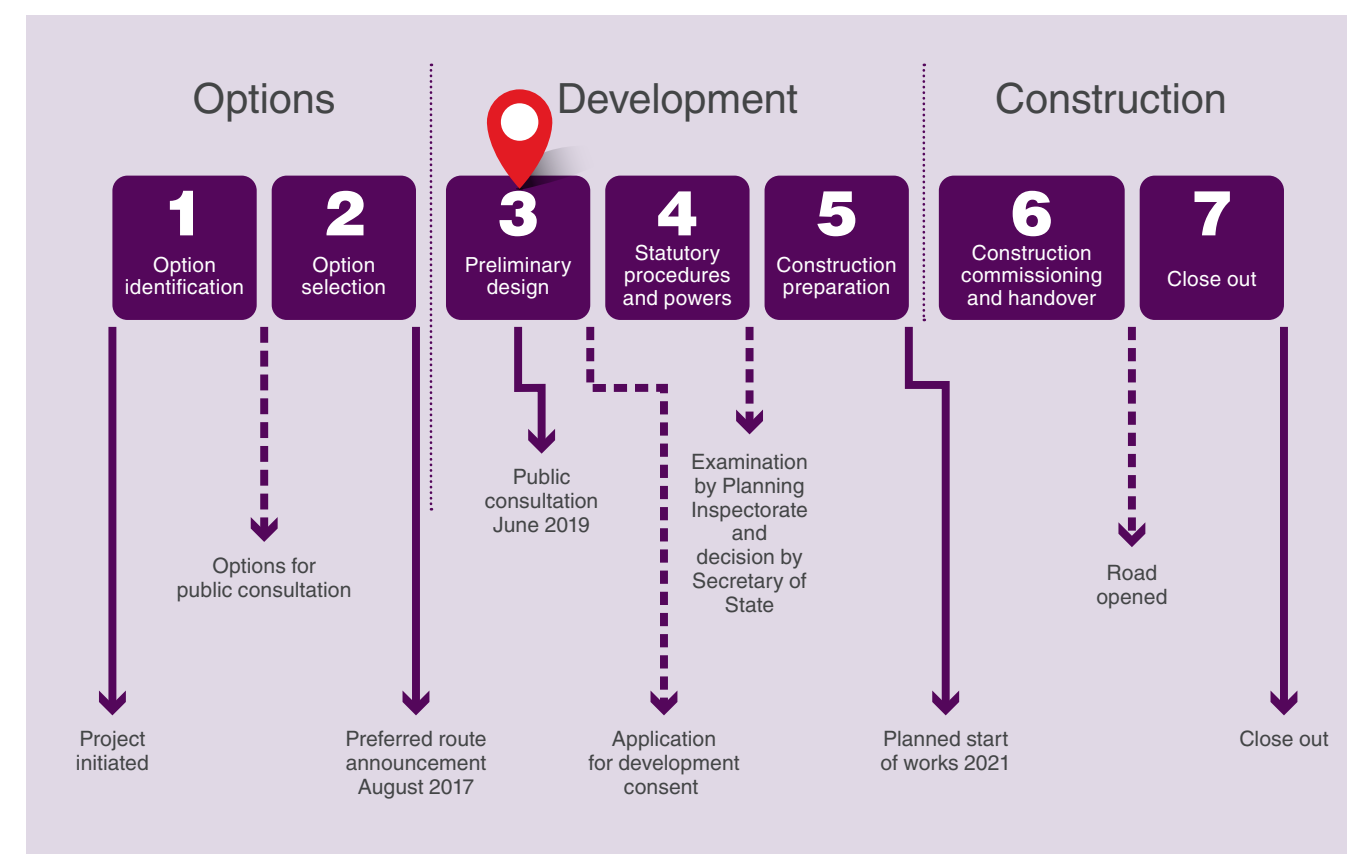 Options
Development
Construction
1
Option
identification
2
Option
selection
3
Preliminary
design
4
Statutory
procedures
and powers
5
Construction
preparation
6
Construction
commissioning
and handover
7
Close out
Public
consultation
June 2019
Examination
by Planning
Inspectorate
and
decision by
Secretary of
State
Options for
public consultation
Road
opened
Project
initiated
Preferred route
announcement
August 2017
Application
for development
consent
Planned start
of works 2021
Close out